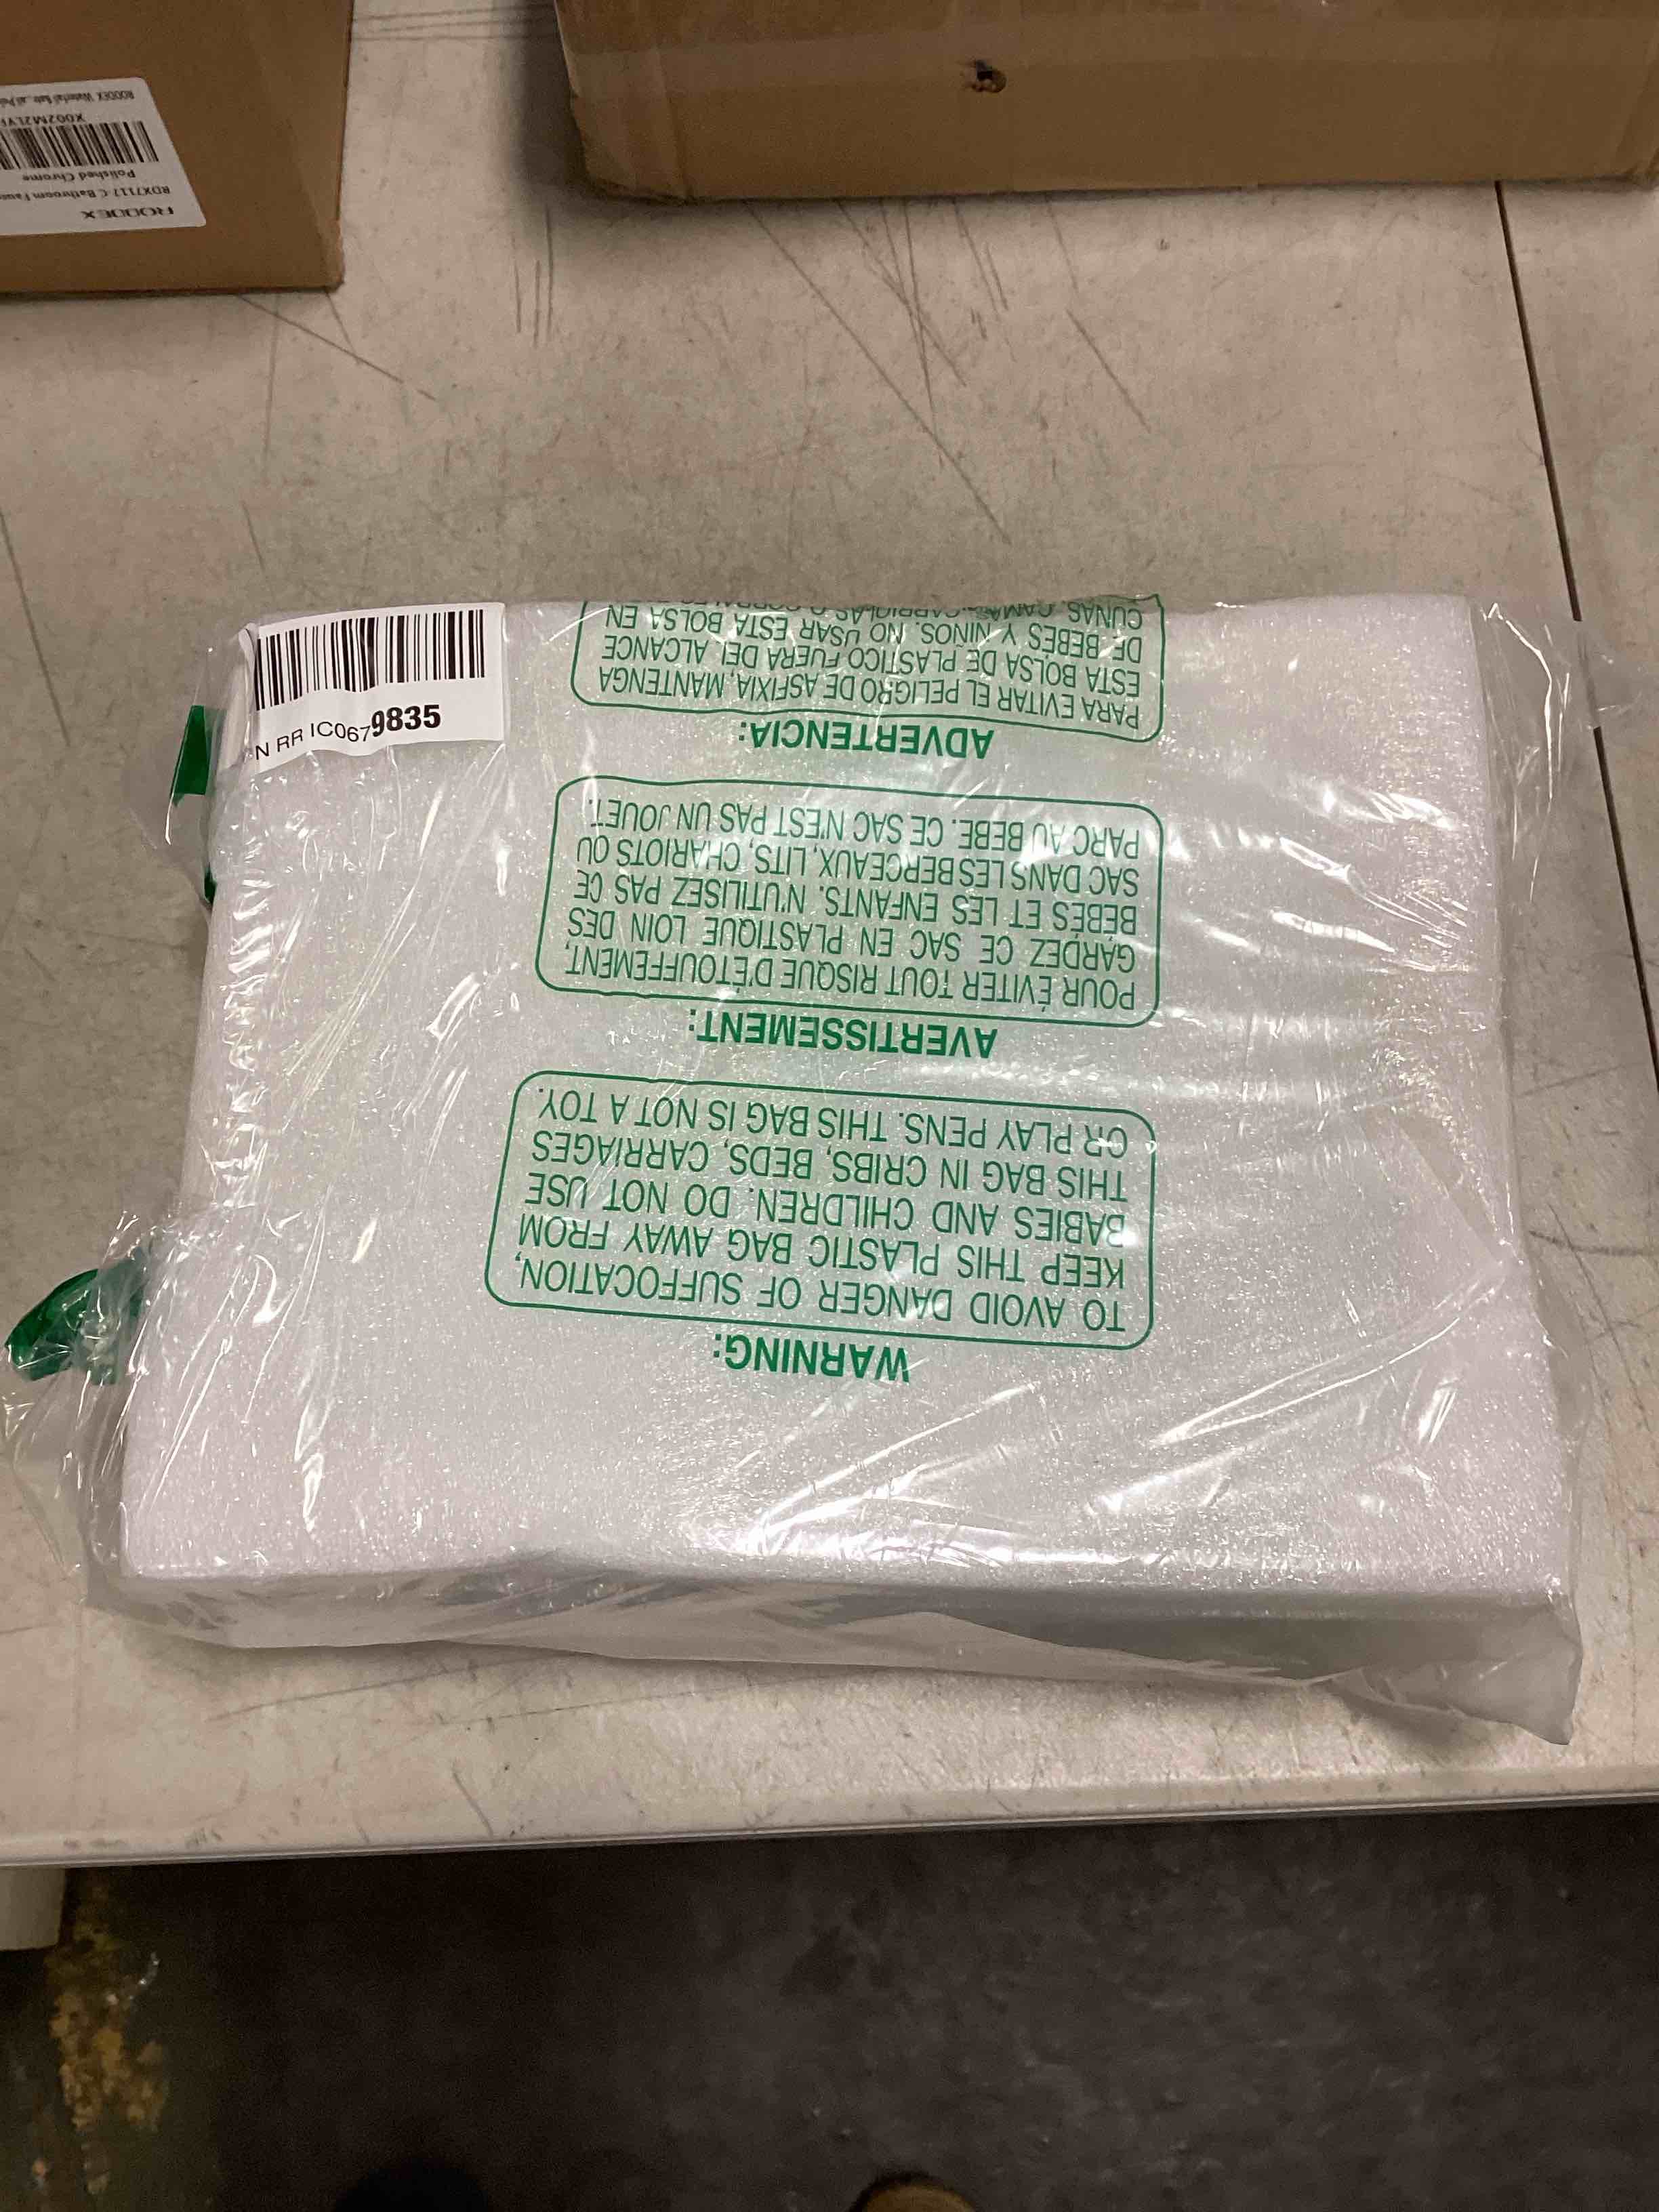 RODDEX
RDX7117-C Bathroom
Polished Chrome
RODDEX
N RR IC0679835
WARNING:
TO AVOID DANGER OF SUFFOCATION,
KEEP THIS PLASTIC BAG AWAY FROM
BABIES AND CHILDREN. DO NOT USE
THIS BAG IN CRIBS, BEDS, CARRIAGES
OR PLAY PENS. THIS BAG IS NOT A TOY.
AVERTISSEMENT:
POUR ÉVITER TOUT RISQUE D'ÉTOUFFEMENT,
GARDEZ CE SAC EN PLASTIQUE LOIN DES
BÉBÉS ET LES ENFANTS. N'UTILISEZ PAS CE
SAC DANS LES BERCEAUX, LITS, CHARIOTS OU
PARC AU BEBE. CE SAC N'EST PAS UN JOUET.
ADVERTENCIA:
PARA EVITAR EL PELIGRO DE ASFIXIA, MANTENGA
ESTA BOLSA DE PLASTICO FUERA DEL ALCANCE
DE BEBÉS Y NIÑOS. NO USAR ESTA BOLSA EN
CUNAS,